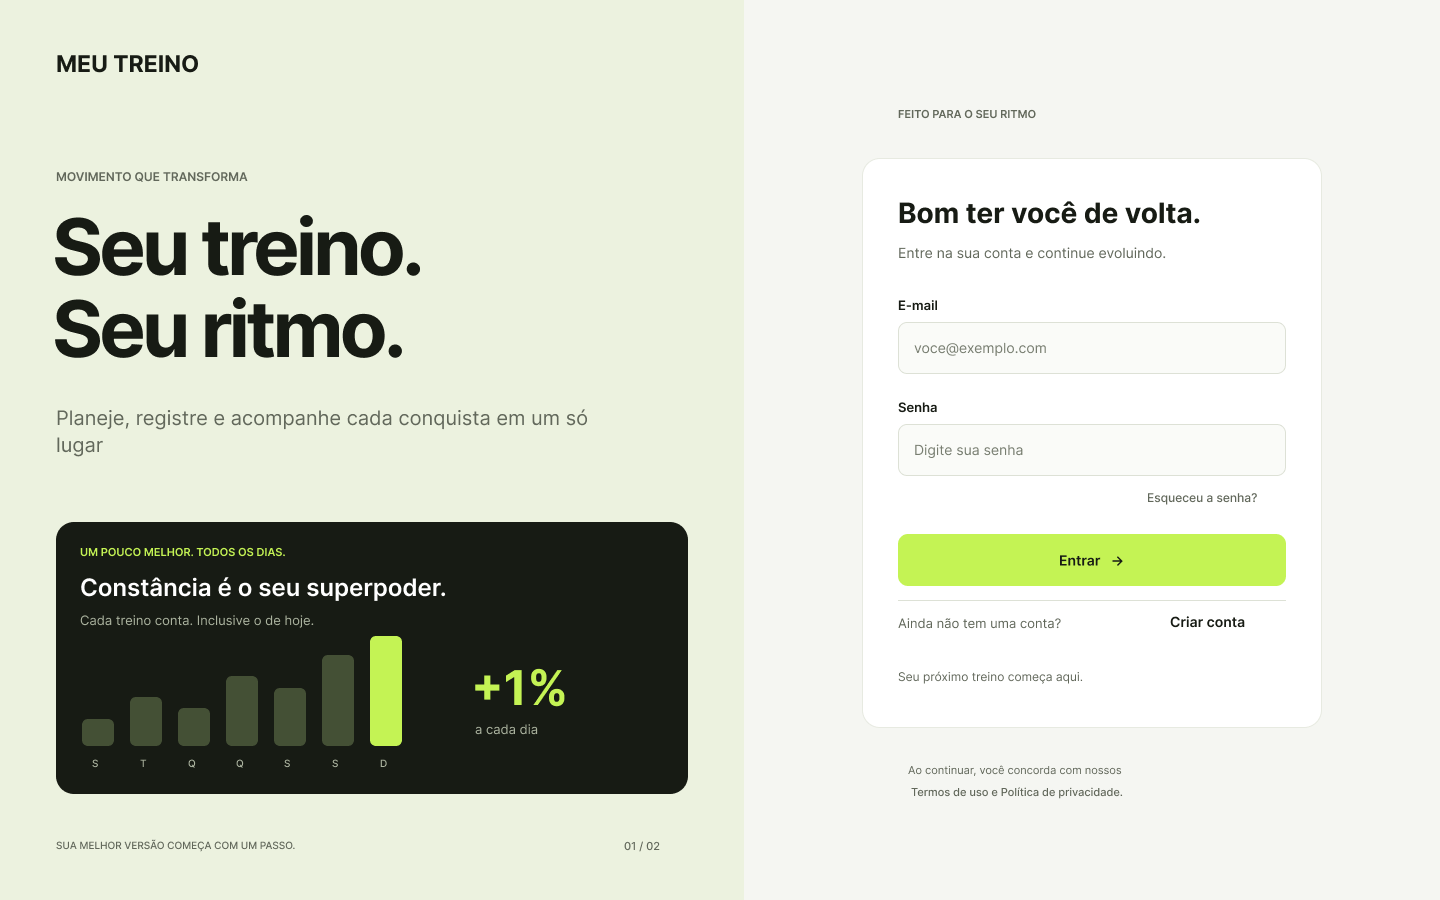 MEU TREINO
MOVIMENTO QUE TRANSFORMA
Seu treino.
Seu ritmo.
Planeje, registre e acompanhe cada conquista em um só
lugar
UM POUCO MELHOR. TODOS OS DIAS.
Constância é o seu superpoder.
Cada treino conta. Inclusive o de hoje.
+1%
a cada dia
S T Q Q S S D
SUA MELHOR VERSÃO COMEÇA COM UM PASSO.
01 / 02
FEITO PARA O SEU RITMO
Bom ter você de volta.
Entre na sua conta e continue evoluindo.
E-mail
voce@exemplo.com
Senha
Digite sua senha
Esqueceu a senha?
Entrar →
Ainda não tem uma conta?
Criar conta
Seu próximo treino começa aqui.
Ao continuar, você concorda com nossos
Termos de uso e Política de privacidade.